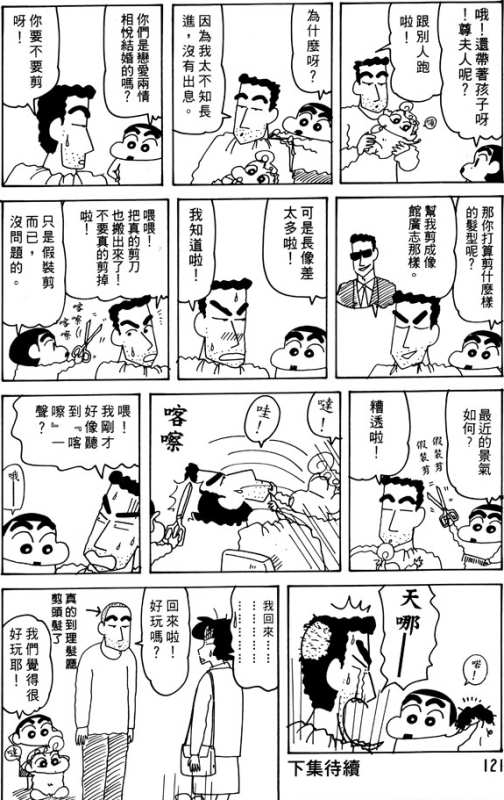 哦！還帶著孩子呀
！尊夫人呢？
跟別人跑
啦！
為什麼呀？
因為我太不知長
進，沒有出息。
你們是戀愛兩情
相悅結婚的嗎？
你要不要剪
呀！
那你打算剪什麼樣
的髮型呢？
幫我剪成像
館廣志那樣。
可是長像差
太多啦！
我知道啦！
喂喂！
把真的剪刀
也搬出來了！
不要真的剪掉
啦！
喀嚓
喀嚓
只是假裝剪
而已，
沒問題的。
最近的景氣
如何？
假裝剪
假裝剪
糟透啦！
噠！
哇！
喀嚓
喂！
我剛才
好像聽
到『喀
嚓』一
聲？
哦
天哪
下集待續
121
我回來……
回來啦！
好玩嗎？
真的到理髮廳
剪頭髮了
我們覺得很
好玩耶！
噠